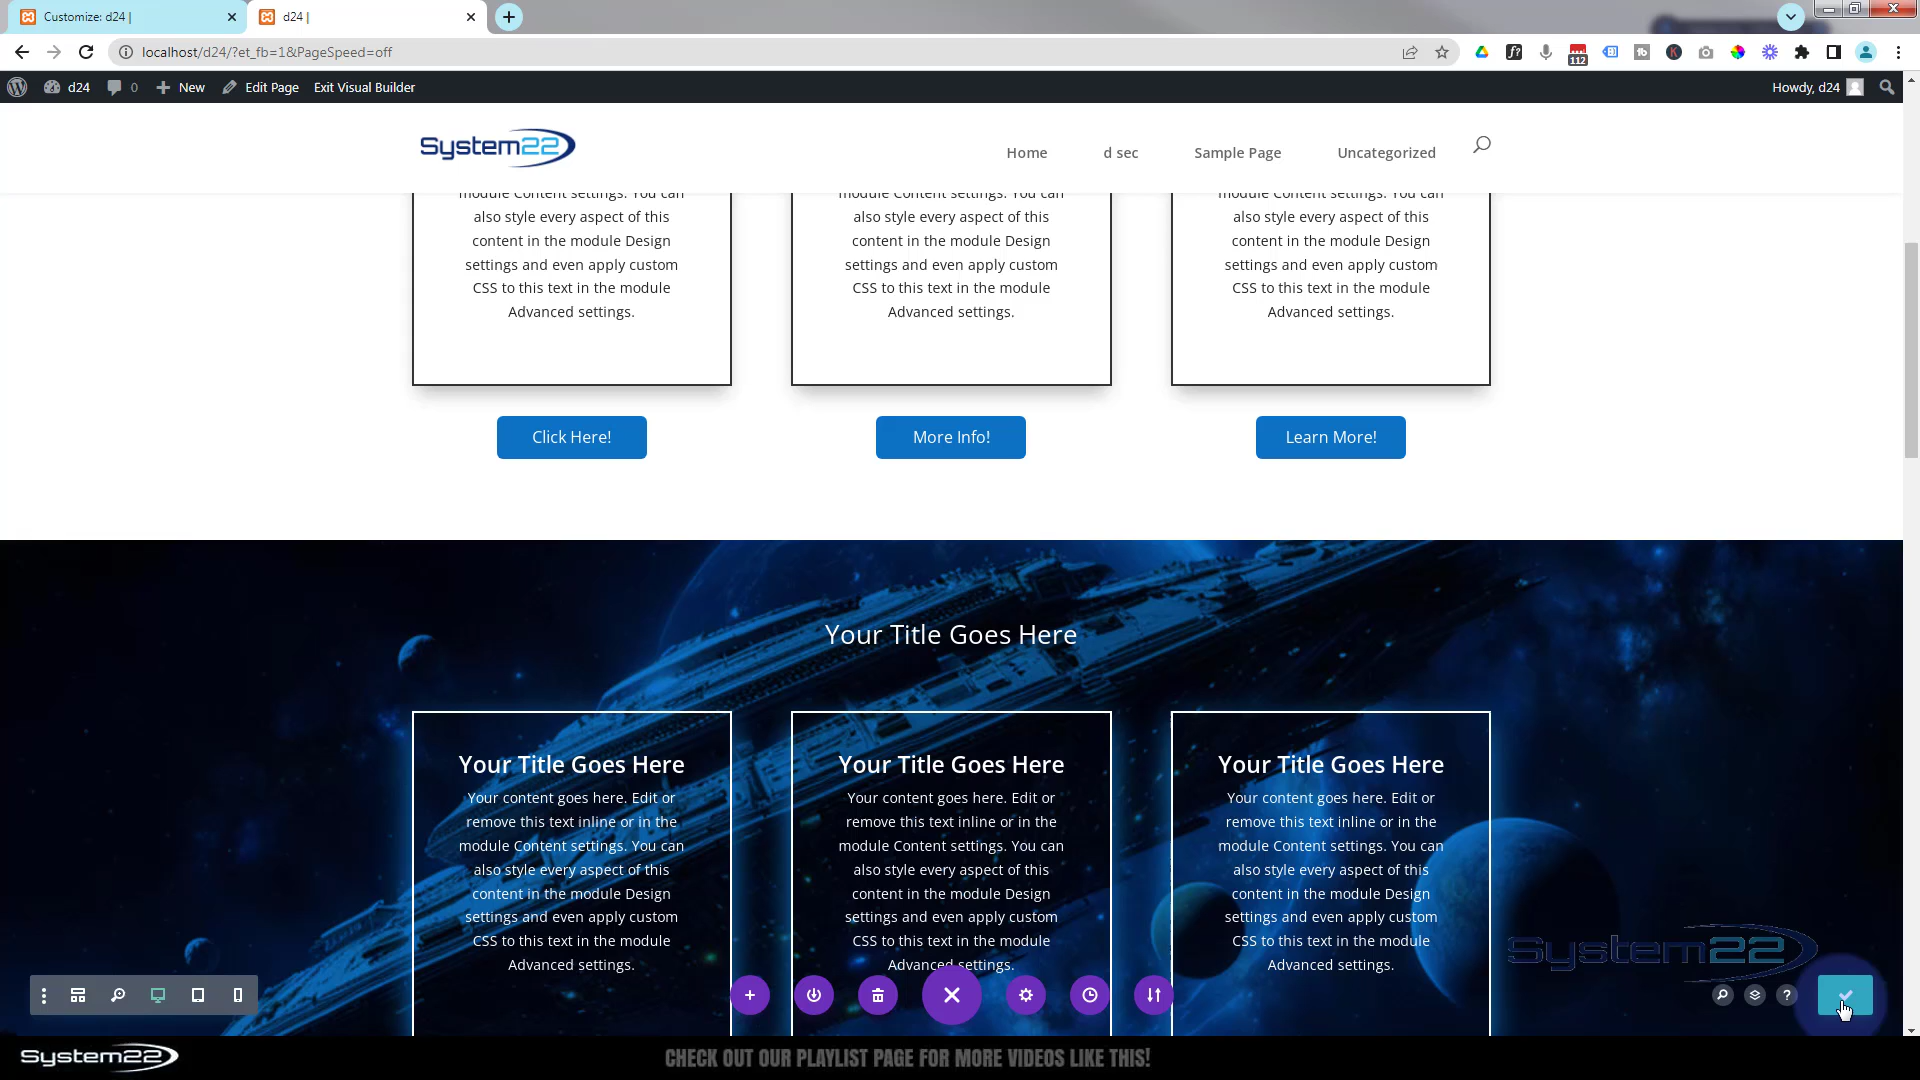 Customize: d24 |
d24 |
localhost/d24/?et_fb=1&PageSpeed=off
112
d24
0
New
Edit Page
Exit Visual Builder
Howdy, d24
System22
Home
d sec
Sample Page
Uncategorized
module Content settings. You can
also style every aspect of this
content in the module Design
settings and even apply custom
CSS to this text in the module
Advanced settings.
module Content settings. You can
also style every aspect of this
content in the module Design
settings and even apply custom
CSS to this text in the module
Advanced settings.
module Content settings. You can
also style every aspect of this
content in the module Design
settings and even apply custom
CSS to this text in the module
Advanced settings.
Click Here!
More Info!
Learn More!
Your Title Goes Here
Your Title Goes Here
Your content goes here. Edit or
remove this text inline or in the
module Content settings. You can
also style every aspect of this
content in the module Design
settings and even apply custom
CSS to this text in the module
Advanced settings.
Your Title Goes Here
Your content goes here. Edit or
remove this text inline or in the
module Content settings. You can
also style every aspect of this
content in the module Design
settings and even apply custom
CSS to this text in the module
Advanced settings.
Your Title Goes Here
Your content goes here. Edit or
remove this text inline or in the
module Content settings. You can
also style every aspect of this
content in the module Design
settings and even apply custom
CSS to this text in the module
Advanced settings.
System22
System22
CHECK OUT OUR PLAYLIST PAGE FOR MORE VIDEOS LIKE THIS!